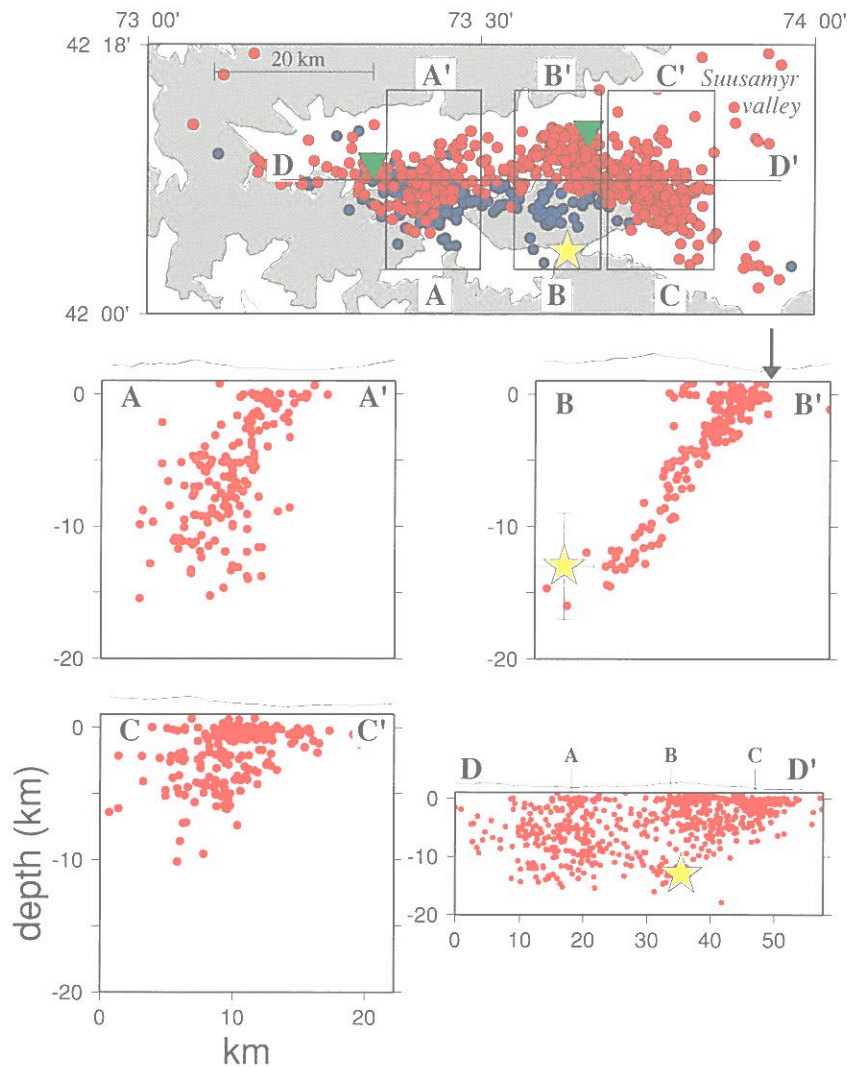 73 00' 73 30' 74 00'
42 18'
20 km
A' B' C' Suusamyr
valley
D D'
A B C
42 00'
A A'
0
-10
-20
B B'
0
-10
-20
C C'
0
-10
-20
0 10 20
km
depth (km)
A B C
D D'
0
-10
-20
0 10 20 30 40 50